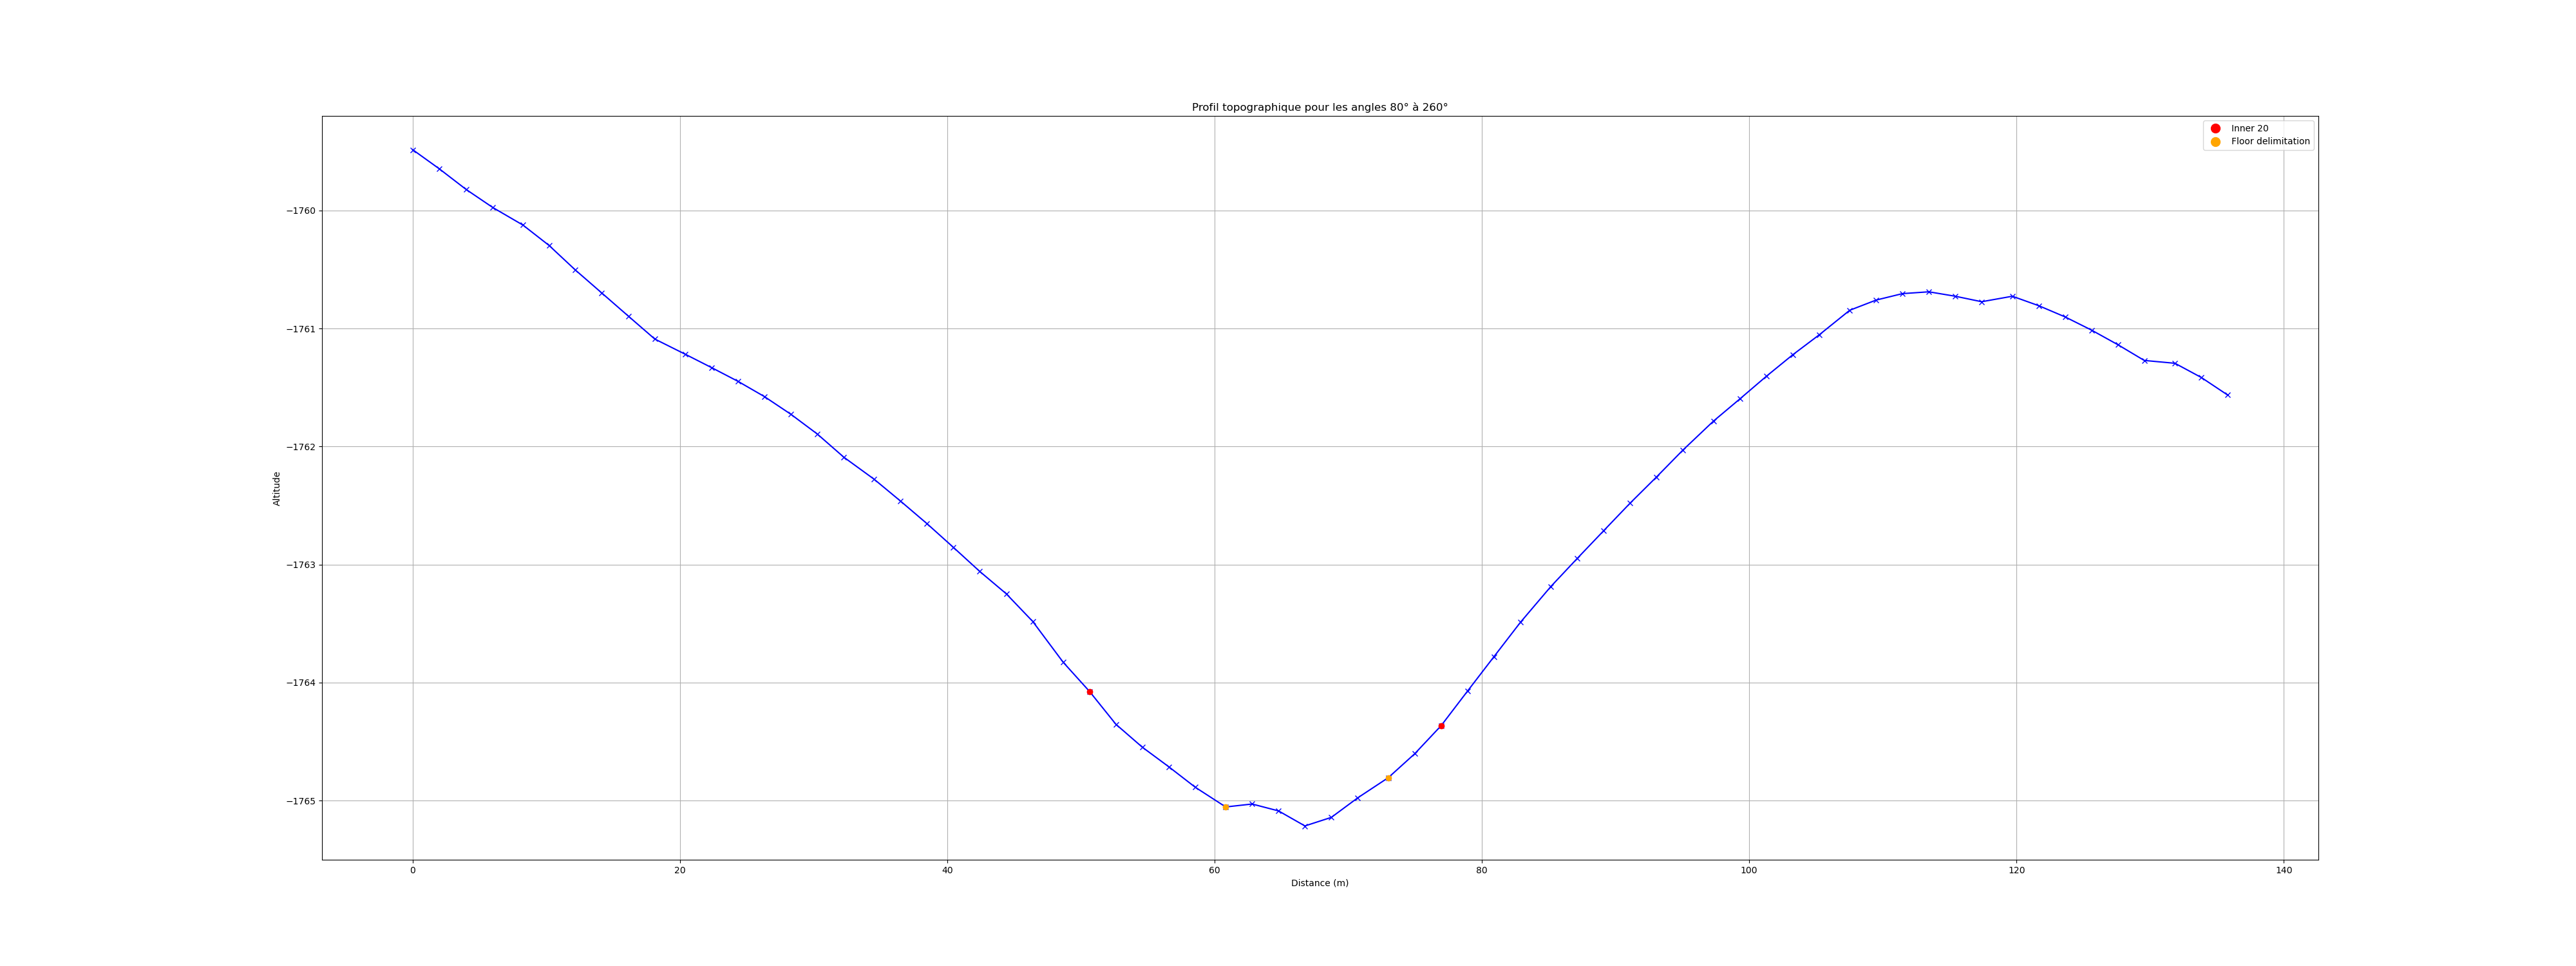 Profil topographique pour les angles 80° à 260°
Inner 20
Floor delimitation
Altitude
−1760
−1761
−1762
−1763
−1764
−1765
0 20 40 60 80 100 120 140
Distance (m)